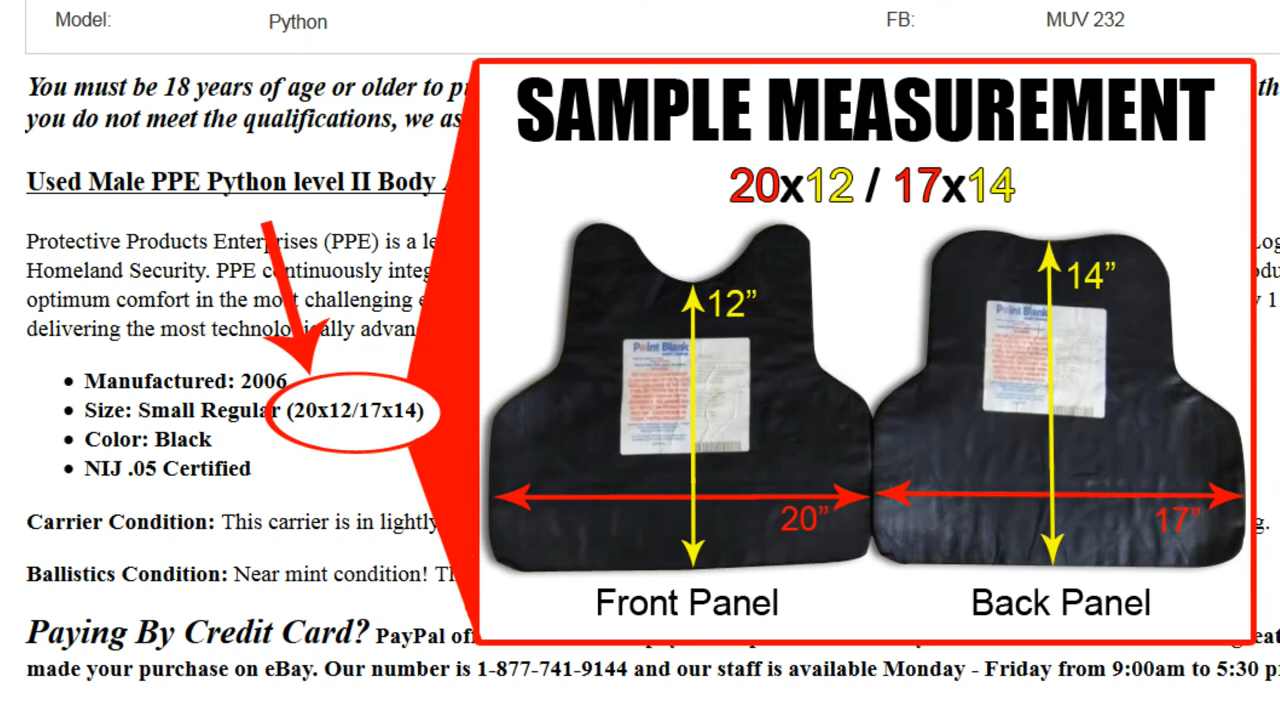 Model: Python FB: MUV 232
You must be 18 years of age or older to
you do not meet the qualifications, we
Used Male PPE Python level II Body
Protective Products Enterprises (PPE) is a
Homeland Security. PPE continuously
optimum comfort in the most challenging
delivering the most technologically
• Manufactured: 2006
• Size: Small Regular (20x12/17x14)
• Color: Black
• NIJ .05 Certified
Carrier Condition: This carrier is in lightly
Ballistics Condition: Near mint condition!
Paying By Credit Card? PayPal
made your purchase on eBay. Our number is 1-877-741-9144 and our staff is available Monday - Friday from 9:00am to 5:30
SAMPLE MEASUREMENT
20x12 / 17x14
12”
14”
Point Blank
Point Blank
20”
17”
Front Panel
Back Panel